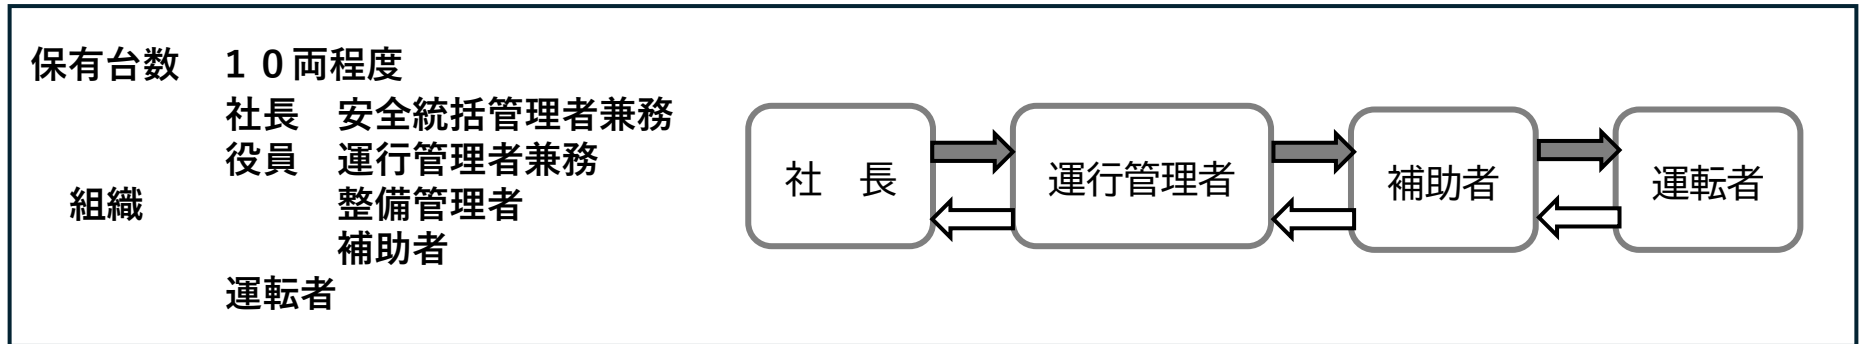 保有台数　１０両程度
社長　安全統括管理者兼務
役員　運行管理者兼務
組織　整備管理者
補助者
運転者
社　長
運行管理者
補助者
運転者